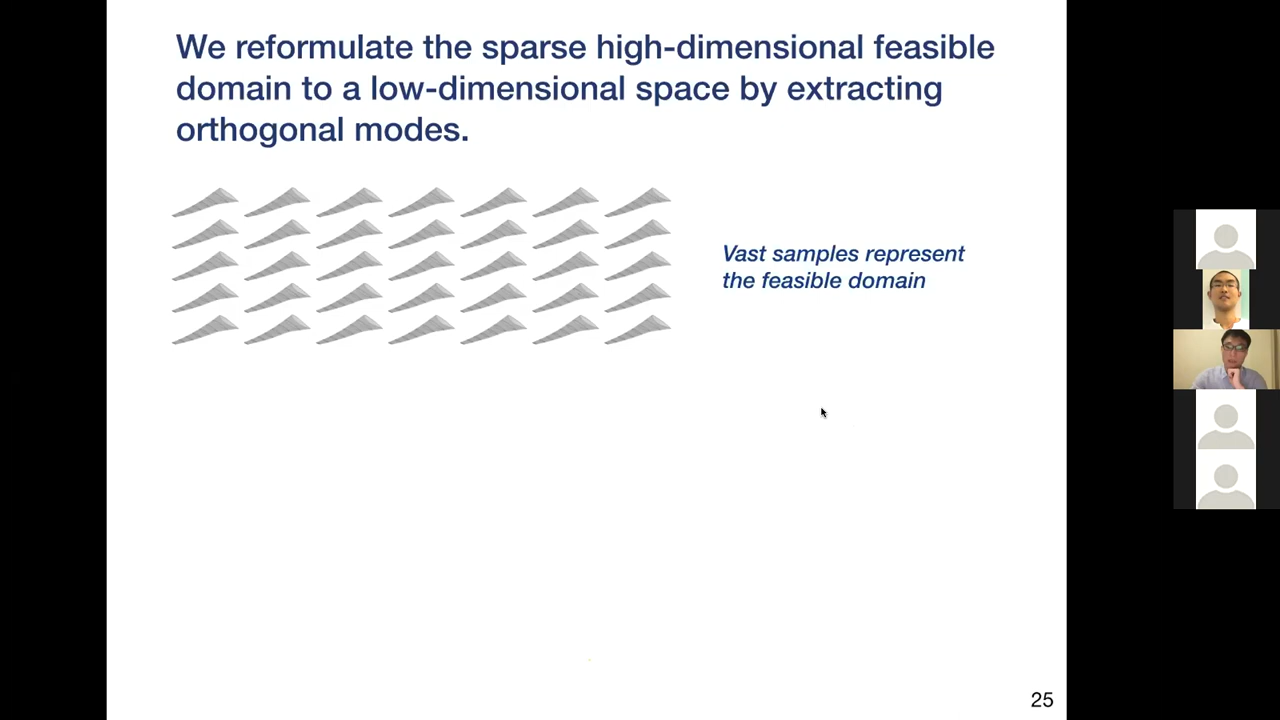 We reformulate the sparse high-dimensional feasible
domain to a low-dimensional space by extracting
orthogonal modes.
Vast samples represent
the feasible domain
25